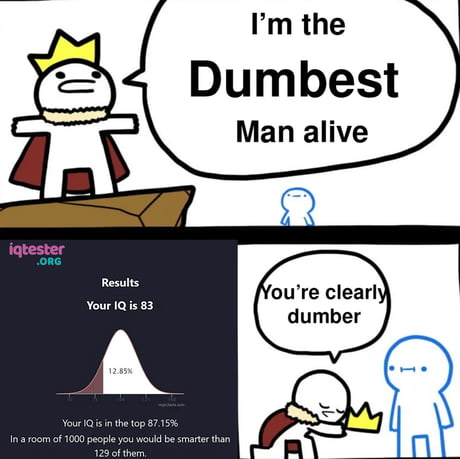 I'm the
Dumbest
Man alive
iqtester
.ORG
Results
Your IQ is 83
12.85%
Your IQ is in the top 87.15%
In a room of 1000 people you would be smarter than
129 of them.
You're clearly
dumber